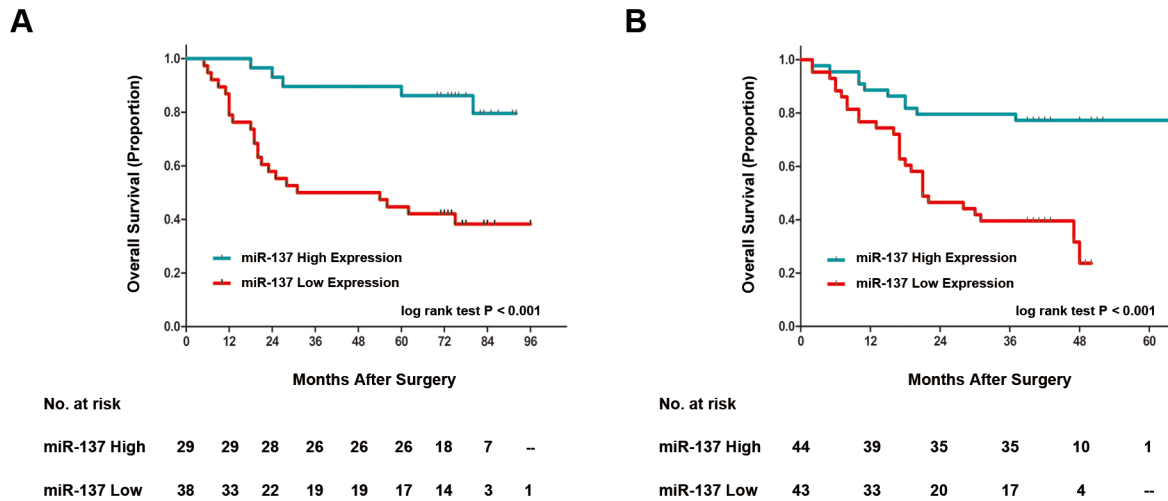 A
Overall Survival (Proportion)
1.0
0.8
0.6
0.4
0.2
0.0
miR-137 High Expression
miR-137 Low Expression
log rank test P < 0.001
0 12 24 36 48 60 72 84 96
Months After Surgery
No. at risk
miR-137 High 29 29 28 26 26 26 18 7 --
miR-137 Low 38 33 22 19 19 17 14 3 1
B
Overall Survival (Proportion)
1.0
0.8
0.6
0.4
0.2
0.0
miR-137 High Expression
miR-137 Low Expression
log rank test P < 0.001
0 12 24 36 48 60
Months After Surgery
No. at risk
miR-137 High 44 39 35 35 10 1
miR-137 Low 43 33 20 17 4 --